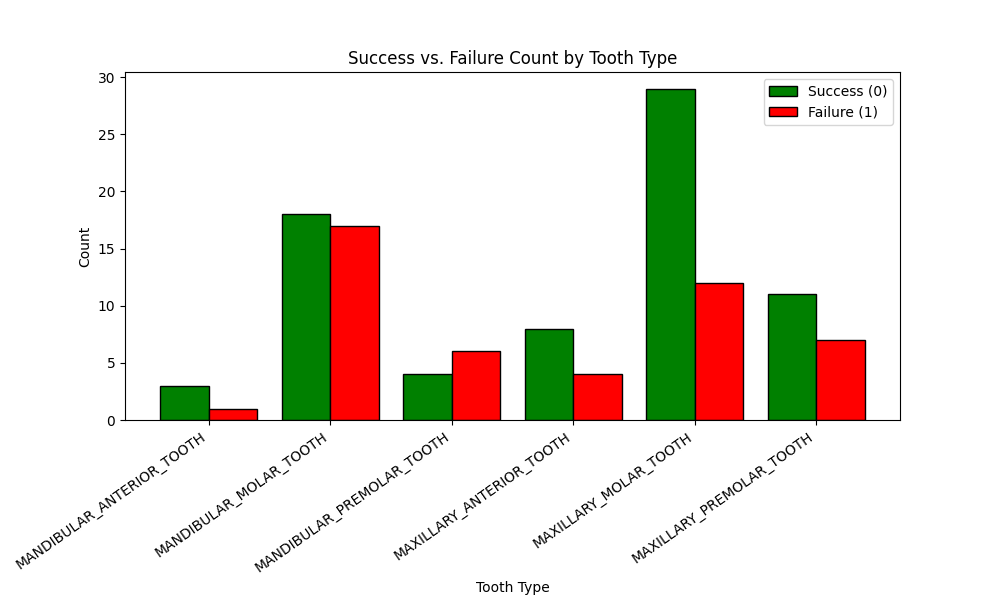 Success vs. Failure Count by Tooth Type
Success (0)
Failure (1)
Count
30
25
20
15
10
5
0
MANDIBULAR_ANTERIOR_TOOTH
MANDIBULAR_MOLAR_TOOTH
MANDIBULAR_PREMOLAR_TOOTH
MAXILLARY_ANTERIOR_TOOTH
MAXILLARY_MOLAR_TOOTH
MAXILLARY_PREMOLAR_TOOTH
Tooth Type